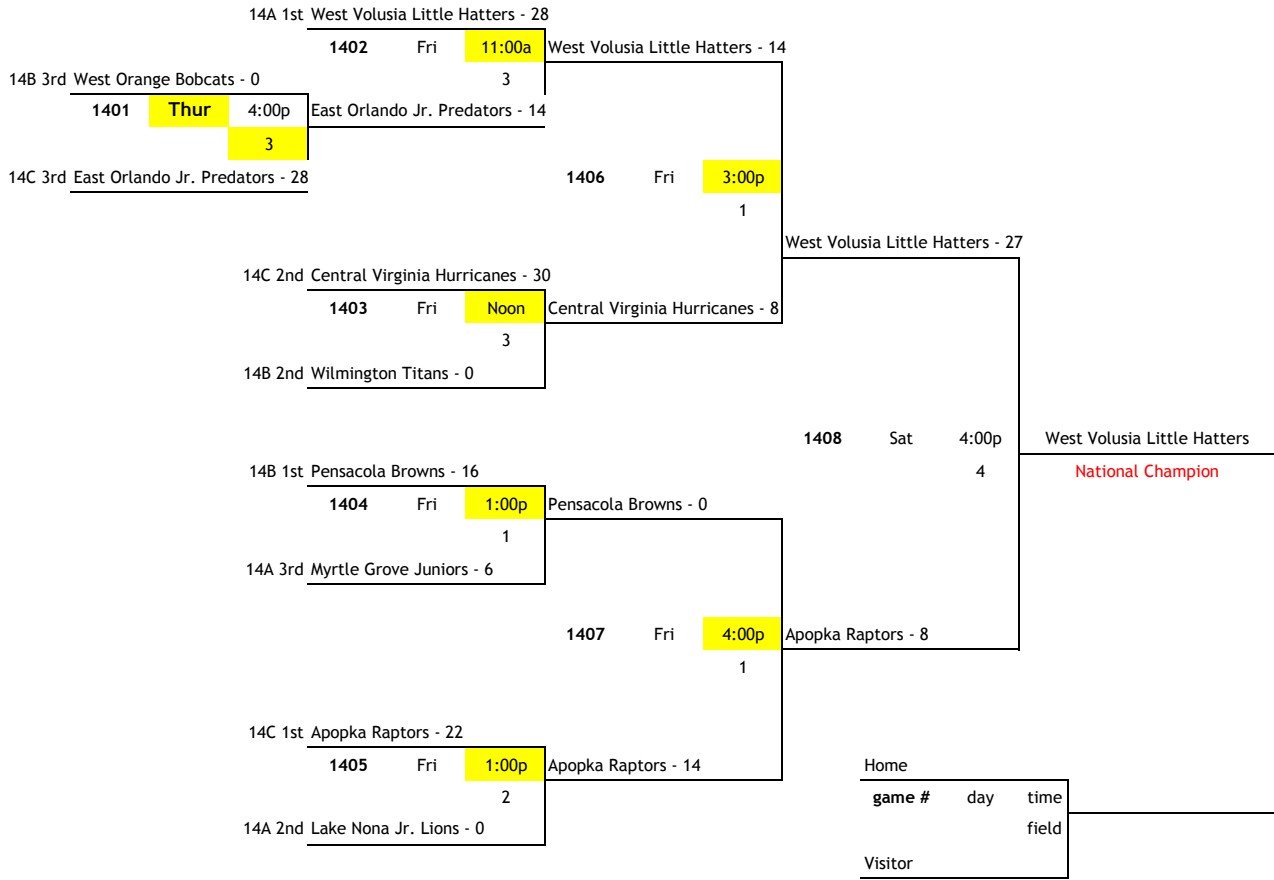 14A 1st West Volusia Little Hatters - 28
1402 Fri 11:00a West Volusia Little Hatters - 14
14B 3rd West Orange Bobcats - 0 3
1401 Thur 4:00p East Orlando Jr. Predators - 14
3
14C 3rd East Orlando Jr. Predators - 28 1406 Fri 3:00p
1
West Volusia Little Hatters - 27
14C 2nd Central Virginia Hurricanes - 30
1403 Fri Noon Central Virginia Hurricanes - 8
3
14B 2nd Wilmington Titans - 0
1408 Sat 4:00p West Volusia Little Hatters
14B 1st Pensacola Browns - 16 4 National Champion
1404 Fri 1:00p Pensacola Browns - 0
1
14A 3rd Myrtle Grove Juniors - 6
1407 Fri 4:00p Apopka Raptors - 8
1
14C 1st Apopka Raptors - 22
1405 Fri 1:00p Apopka Raptors - 14 Home
2 game # day time
14A 2nd Lake Nona Jr. Lions - 0 field
Visitor